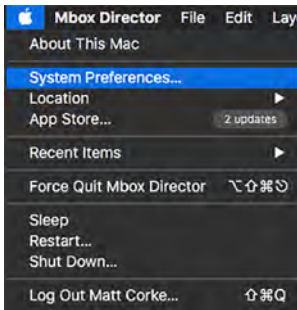 Mbox Director File Edit Lay
About This Mac
System Preferences...
Location
App Store... 2 updates
Recent Items
Force Quit Mbox Director ⌥⇧⌘⎋
Sleep
Restart...
Shut Down...
Log Out Matt Corke... ⇧⌘Q